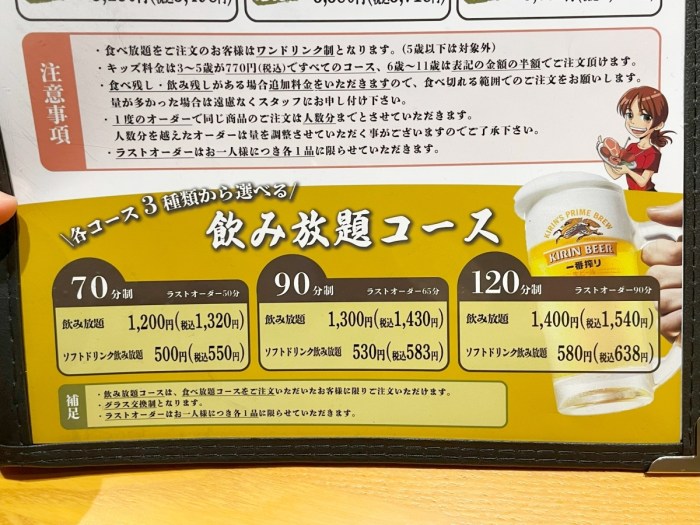 注意事項
・食べ放題をご注文のお客様はワンドリンク制となります。(5歳以下は対象外)
・キッズ料金は3～5歳が770円(税込)ですべてのコース、6歳～11歳は表記の金額の半額でご注文頂けます。
・食べ残し・飲み残しがある場合追加料金をいただきますので、食べ切れる範囲でのご注文をお願いします。
量が多かった場合は遠慮なくスタッフにお申し付け下さい。
・1度のオーダーで同じ商品のご注文は人数分までとさせていただきます。
人数分を越えたオーダーは量を調整させていただく事がございますのでご了承下さい。
・ラストオーダーはお一人様につき各1品に限らせていただきます。
\各コース3種類から選べる/
飲み放題コース
KIRIN'S PRIME BREW
KIRIN BEER
一番搾り
70分制 ラストオーダー50分
飲み放題 1,200円(税込1,320円)
ソフトドリンク飲み放題 500円(税込550円)
90分制 ラストオーダー65分
飲み放題 1,300円(税込1,430円)
ソフトドリンク飲み放題 530円(税込583円)
120分制 ラストオーダー90分
飲み放題 1,400円(税込1,540円)
ソフトドリンク飲み放題 580円(税込638円)
補足
・飲み放題コースは、食べ放題コースをご注文いただいたお客様に限りご注文いただけます。
・グラス交換制となります。
・ラストオーダーはお一人様につき各1品に限らせていただきます。